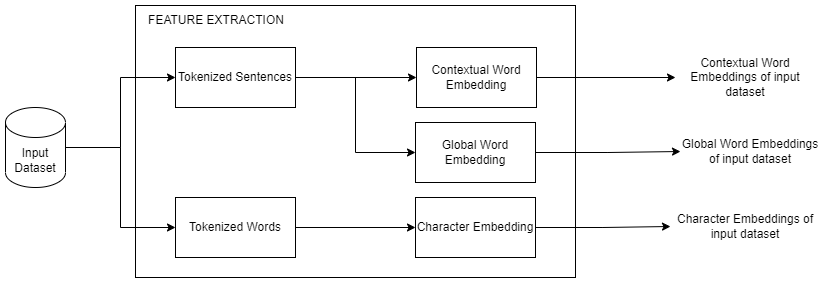 FEATURE EXTRACTION
Tokenized Sentences
Contextual Word
Embedding
Contextual Word
Embeddings of input
dataset
Input
Dataset
Global Word
Embedding
Global Word Embeddings
of input dataset
Tokenized Words
Character Embedding
Character Embeddings of
input dataset